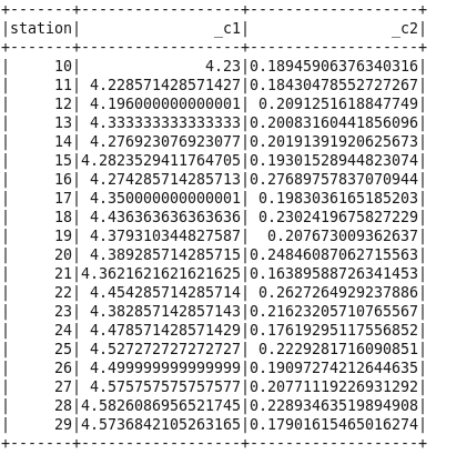 +-------+------------------+-------------------+
|station|               _c1|                _c2|
+-------+------------------+-------------------+
|     10|              4.23|0.18945906376340316|
|     11| 4.228571428571427|0.18430478552727267|
|     12| 4.196000000000001| 0.2091251618847749|
|     13| 4.333333333333333|0.20083160441856096|
|     14| 4.276923076923077|0.20191391920625673|
|     15|4.2823529411764705|0.19301528944823074|
|     16| 4.274285714285713|0.27689757837070944|
|     17| 4.350000000000001| 0.1983036165185203|
|     18| 4.436363636363636| 0.2302419675827229|
|     19| 4.379310344827587|  0.207673009362637|
|     20| 4.389285714285715|0.24846087062715563|
|     21|4.3621621621621625|0.16389588726341453|
|     22| 4.454285714285714| 0.2627264929237886|
|     23| 4.382857142857143|0.21623205710765567|
|     24| 4.478571428571429|0.17619295117556852|
|     25| 4.527272727272727| 0.2229281716090851|
|     26| 4.499999999999999|0.19097274212644635|
|     27| 4.575757575757577|0.20771119226931292|
|     28|4.5826086956521745|0.22893463519894908|
|     29|4.5736842105263165|0.17901615465016274|
+-------+------------------+-------------------+